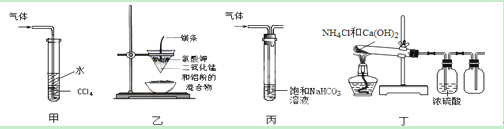 气体
水
CCl4
甲
镁条
氯酸钾
二氧化锰
和铝粉的
混合物
乙
气体
饱和NaHCO3
溶液
丙
NH4Cl和Ca(OH)2
浓硫酸
丁